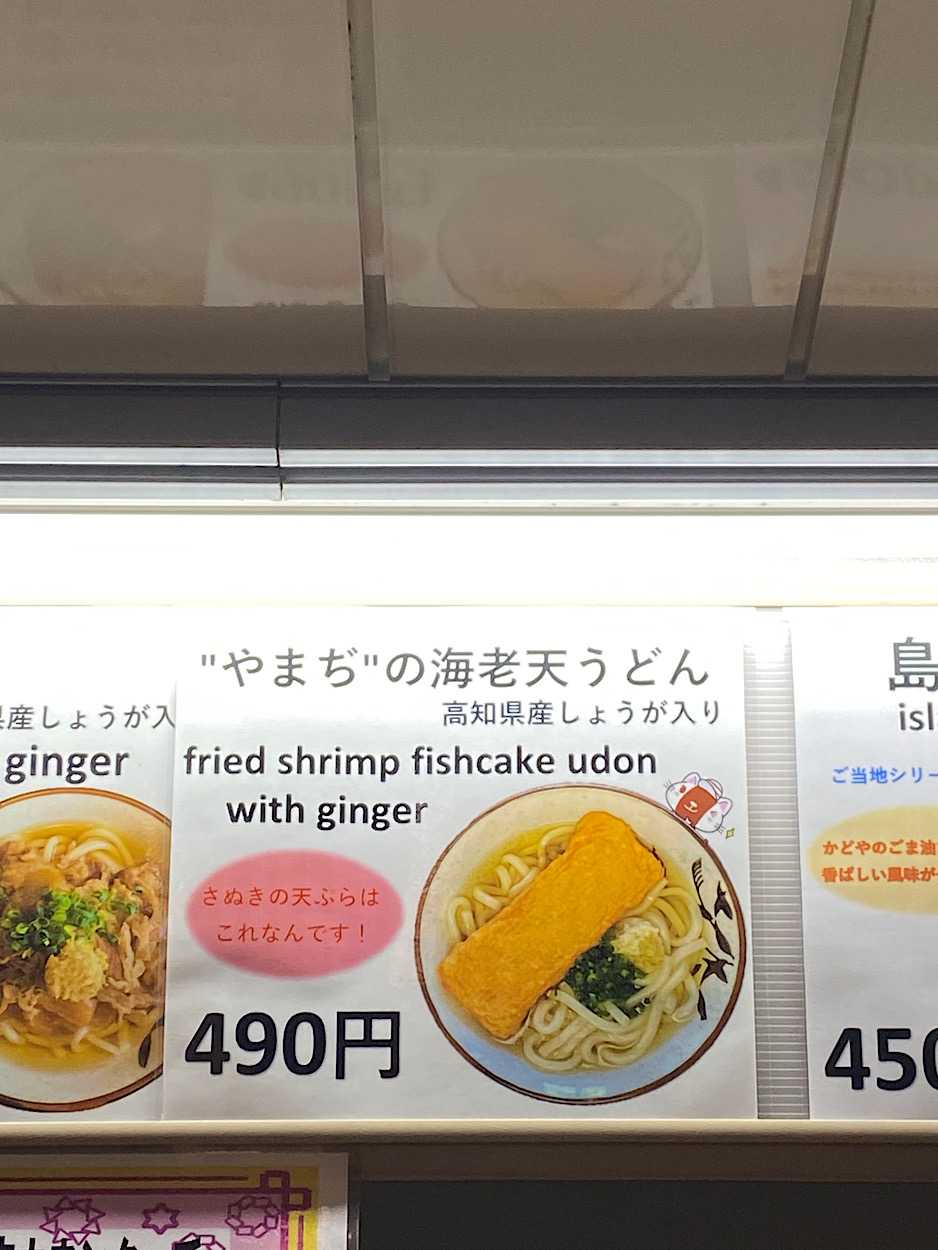 県産しょうが入
ginger
"やまぢ"の海老天うどん
高知県産しょうが入り
fried shrimp fishcake udon
with ginger
さぬきの天ぷらは
これなんです！
490円
島
isl
ご当地シリー
かどやのごま油
香ばしい風味が
450